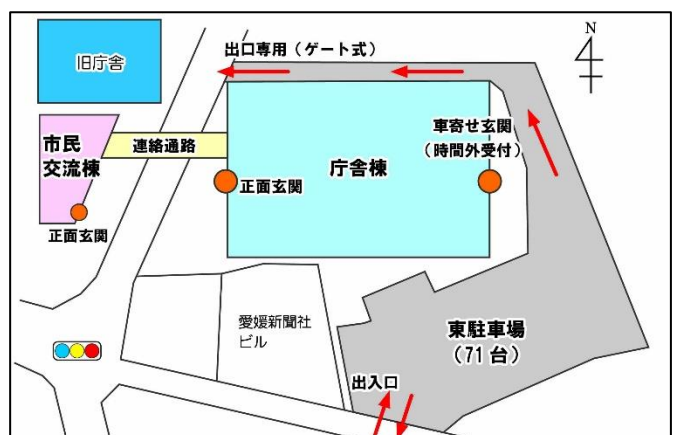 出口専用（ゲート式）
N
旧庁舎
市民
交流棟
連絡通路
車寄せ玄関
（時間外受付）
庁舎棟
正面玄関
正面玄関
愛媛新聞社
ビル
東駐車場
（71台）
出入口